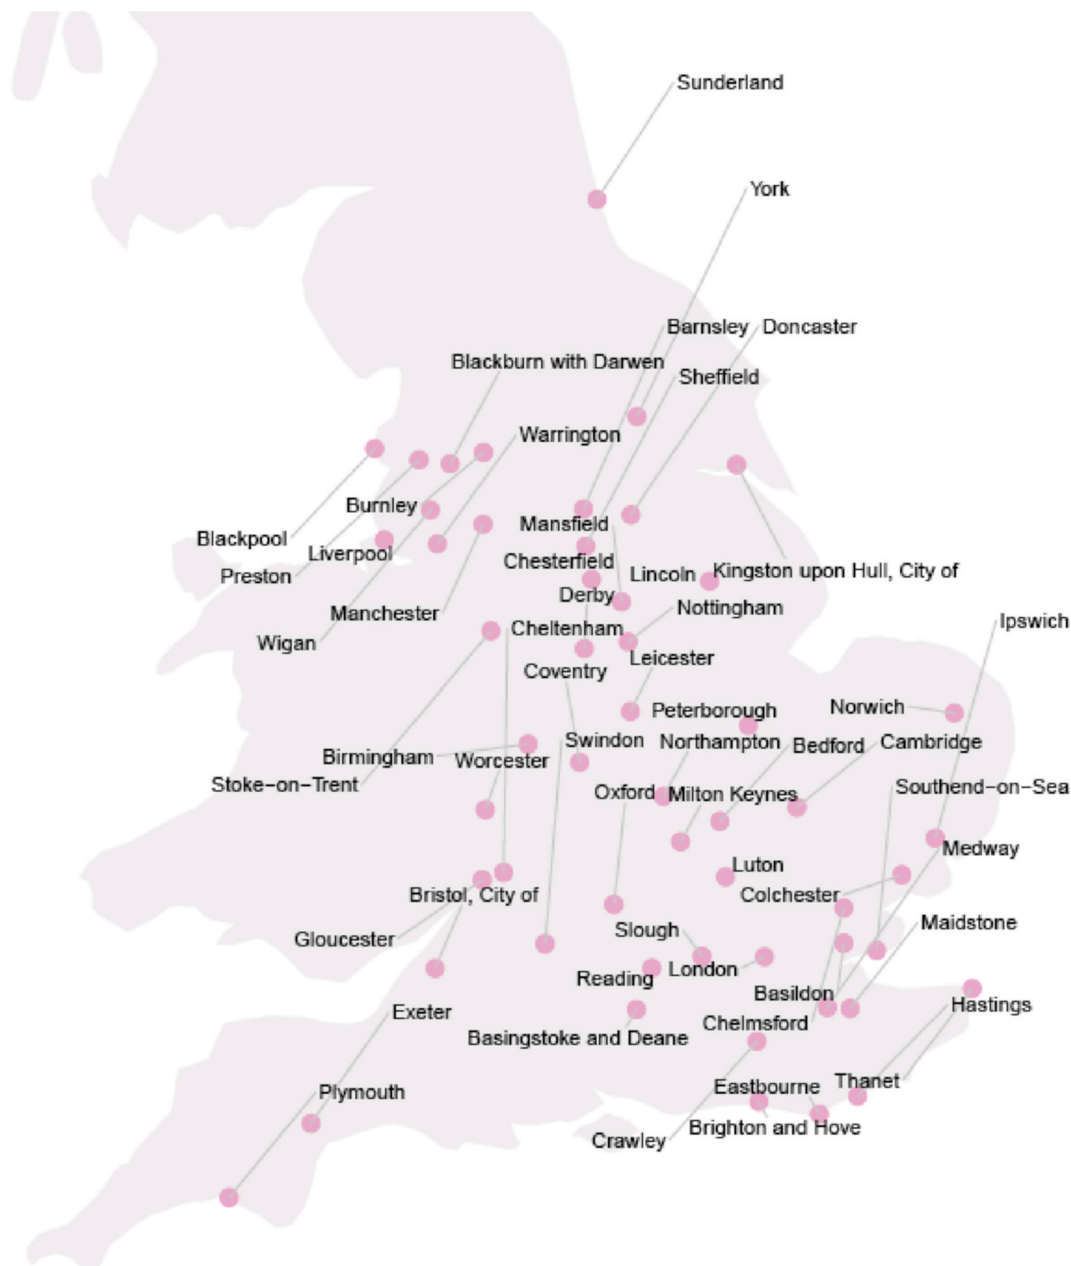 Sunderland
York
Barnsley
Doncaster
Blackburn with Darwen
Sheffield
Warrington
Burnley
Mansfield
Blackpool
Liverpool
Chesterfield
Preston
Lincoln
Kingston upon Hull, City of
Derby
Manchester
Nottingham
Ipswich
Wigan
Cheltenham
Leicester
Coventry
Norwich
Peterborough
Swindon
Northampton
Bedford
Cambridge
Birmingham
Worcester
Stoke−on−Trent
Oxford
Milton Keynes
Southend−on−Sea
Medway
Luton
Bristol, City of
Colchester
Gloucester
Slough
Maidstone
London
Reading
Basildon
Hastings
Exeter
Chelmsford
Basingstoke and Deane
Thanet
Plymouth
Eastbourne
Brighton and Hove
Crawley